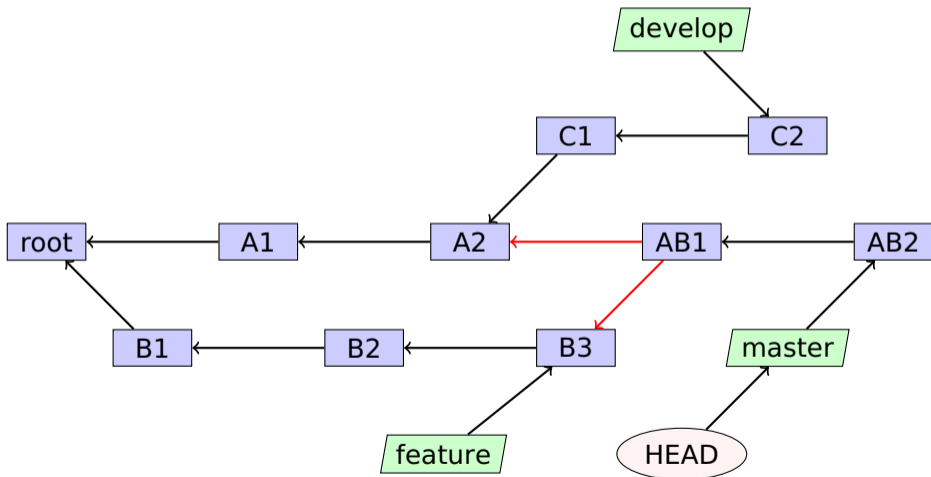 develop
C1
C2
root
A1
A2
AB1
AB2
B1
B2
B3
master
feature
HEAD